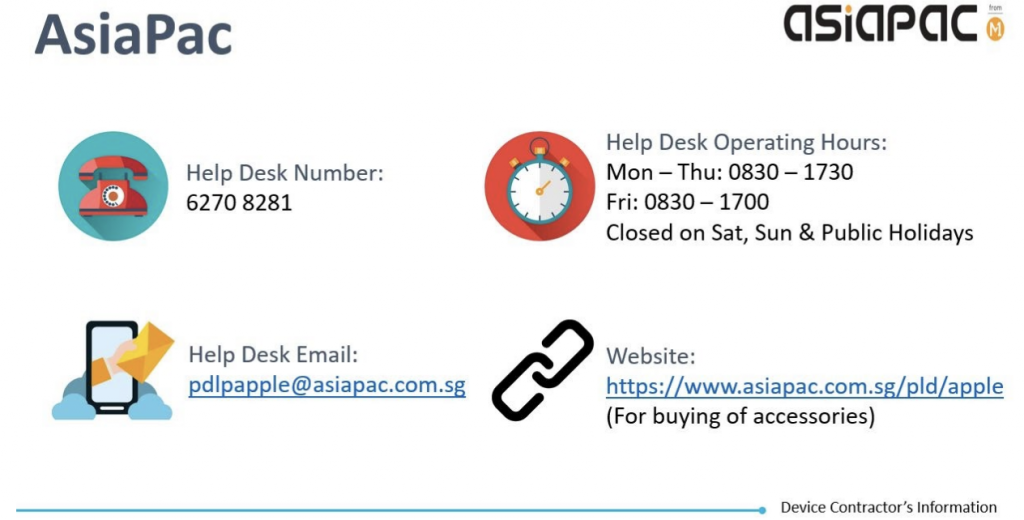 AsiaPac
asiapac from M
Help Desk Number:
6270 8281
Help Desk Operating Hours:
Mon – Thu: 0830 – 1730
Fri: 0830 – 1700
Closed on Sat, Sun & Public Holidays
Help Desk Email:
pdlpapple@asiapac.com.sg
Website:
https://www.asiapac.com.sg/pld/apple
(For buying of accessories)
Device Contractor's Information